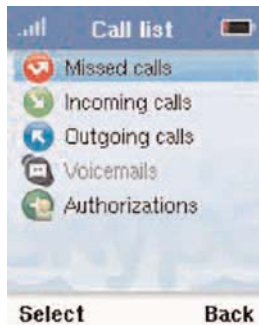 Call list
Missed calls
Incoming calls
Outgoing calls
Voicemails
Authorizations
Select Back